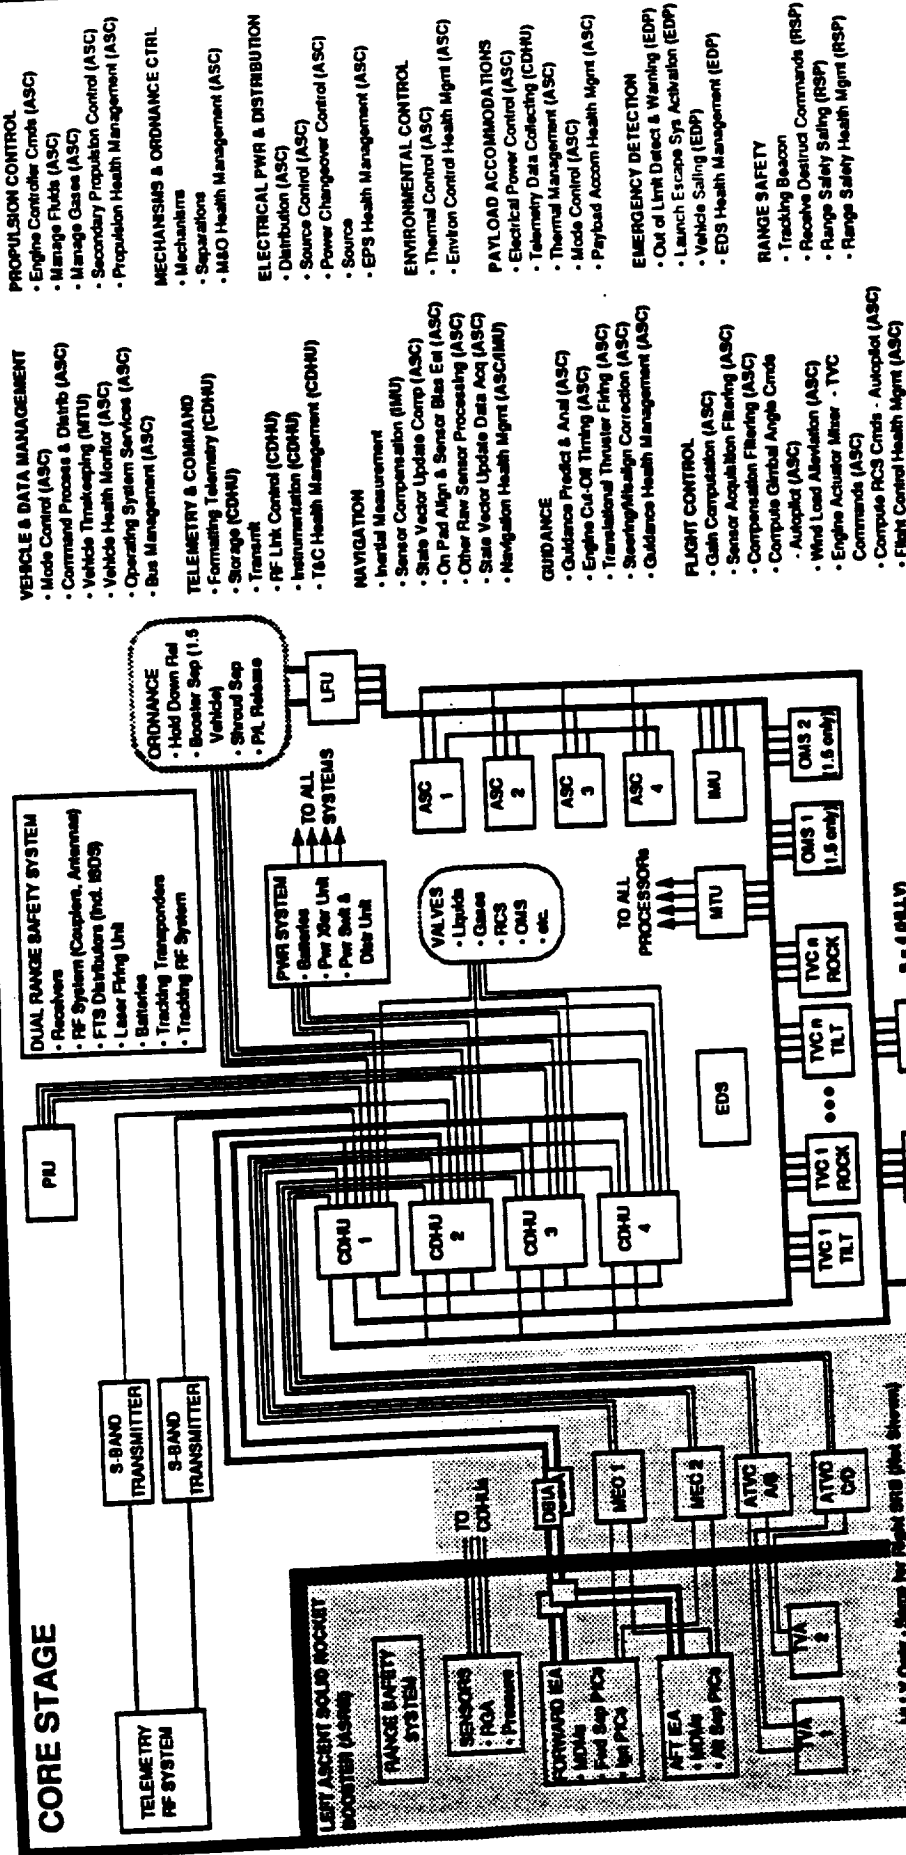 CORE STAGE
TELEMETRY
RF SYSTEM
S-BAND
TRANSMITTER
S-BAND
TRANSMITTER
PIU
DUAL RANGE SAFETY SYSTEM
• Receivers
• RF System (Couplers, Antennas)
• FTS Distributors (Incl. ISDS)
• Laser Firing Unit
• Batteries
• Tracking Transponders
• Tracking RF System
ORDNANCE
• Hold Down Rel
• Booster Sep (1.5
Vehicle)
• Shroud Sep
• P/L Release
LFU
PWR SYSTEM
• Batteries
• Pwr Xfer Unit
• Pwr Swit &
Distr Unit
TO ALL
SYSTEMS
VALVES
• Liquids
• Gases
• RCS
• OMS
• etc.
CDHU
1
CDHU
2
CDHU
3
CDHU
4
EDS
ASC
1
ASC
2
ASC
3
ASC
4
IMU
TO ALL
PROCESSORs
MTU
TVC 1
TILT
TVC 1
ROCK
•••
TVC n
TILT
TVC n
ROCK
OMS 1
(1.5 only)
OMS 2
(1.5 only)
LEFT ASCENT SOLID ROCKET
BOOSTER (ASRB)
RANGE SAFETY
SYSTEM
SENSORS
• RGA
• Pressure
TO
CDHUs
FORWARD IEA
• MDMs
• Fwd Sep PICs
• Ign PICs
AFT IEA
• MDMs
• Aft Sep PICs
TVA
1
TVA
2
DBIA
MEC 1
MEC 2
ATVC
A/B
ATVC
C/D
HLLV Only - Items for Right SRB (Not Shown)
n = 4 (HLLV)
VEHICLE & DATA MANAGEMENT
• Mode Control (ASC)
• Command Process & Distrib (ASC)
• Vehicle Timekeeping (MTU)
• Vehicle Health Monitor (ASC)
• Operating System Services (ASC)
• Bus Management (ASC)
TELEMETRY & COMMAND
• Formatting Telemetry (CDHU)
• Storage (CDHU)
• Transmit
• RF Link Control (CDHU)
• Instrumentation (CDHU)
• T&C Health Management (CDHU)
NAVIGATION
• Inertial Measurement
• Sensor Compensation (IMU)
• State Vector Update Comp (ASC)
• On Pad Align & Sensor Bias Est (ASC)
• Other Raw Sensor Processing (ASC)
• State Vector Update Data Acq (ASC)
• Navigation Health Mgmt (ASC/IMU)
GUIDANCE
• Guidance Predict & Anal (ASC)
• Engine Cut-Off Timing (ASC)
• Translational Thruster Firing (ASC)
• Steering/Misalign Correction (ASC)
• Guidance Health Management (ASC)
FLIGHT CONTROL
• Gain Computation (ASC)
• Sensor Acquisition Filtering (ASC)
• Compensation Filtering (ASC)
• Compute Gimbal Angle Cmds
- Autopilot (ASC)
• Wind Load Alleviation (ASC)
• Engine Actuator Mixer - TVC
Commands (ASC)
• Compute RCS Cmds - Autopilot (ASC)
• Flight Control Health Mgmt (ASC)
PROPULSION CONTROL
• Engine Controller Cmds (ASC)
• Manage Fluids (ASC)
• Manage Gases (ASC)
• Secondary Propulsion Control (ASC)
• Propulsion Health Management (ASC)
MECHANISMS & ORDNANCE CTRL
• Mechanisms
• Separations
• M&O Health Management (ASC)
ELECTRICAL PWR & DISTRIBUTION
• Distribution (ASC)
• Source Control (ASC)
• Power Changeover Control (ASC)
• Source
• EPS Health Management (ASC)
ENVIRONMENTAL CONTROL
• Thermal Control (ASC)
• Environ Control Health Mgmt (ASC)
PAYLOAD ACCOMMODATIONS
• Electrical Power Control (ASC)
• Telemetry Data Collecting (CDHU)
• Thermal Management (ASC)
• Mode Control (ASC)
• Payload Accom Health Mgmt (ASC)
EMERGENCY DETECTION
• Out of Limit Detect & Warning (EDP)
• Launch Escape Sys Activation (EDP)
• Vehicle Safing (EDP)
• EDS Health Management (EDP)
RANGE SAFETY
• Tracking Beacon
• Receive Destruct Commands (RSP)
• Range Safety Safing (RSP)
• Range Safety Health Mgmt (RSP)